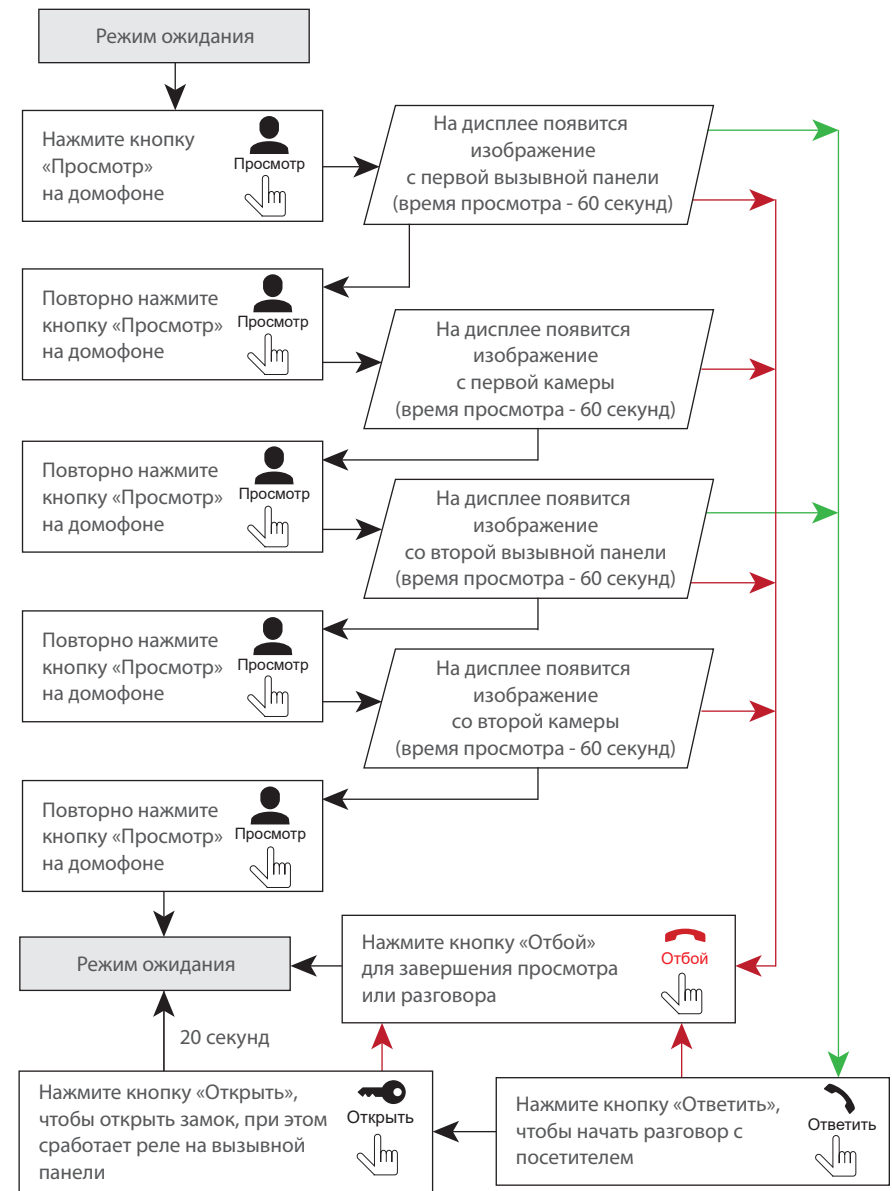 Режим ожидания
Нажмите кнопку
«Просмотр»
на домофоне
Просмотр
На дисплее появится
изображение
с первой вызывной панели
(время просмотра - 60 секунд)
Повторно нажмите
кнопку «Просмотр»
на домофоне
Просмотр
На дисплее появится
изображение
с первой камеры
(время просмотра - 60 секунд)
Повторно нажмите
кнопку «Просмотр»
на домофоне
Просмотр
На дисплее появится
изображение
со второй вызывной панели
(время просмотра - 60 секунд)
Повторно нажмите
кнопку «Просмотр»
на домофоне
Просмотр
На дисплее появится
изображение
со второй камеры
(время просмотра - 60 секунд)
Повторно нажмите
кнопку «Просмотр»
на домофоне
Просмотр
Режим ожидания
Нажмите кнопку «Отбой»
для завершения просмотра
или разговора
Отбой
20 секунд
Нажмите кнопку «Открыть»,
чтобы открыть замок, при этом
сработает реле на вызывной
панели
Открыть
Нажмите кнопку «Ответить»,
чтобы начать разговор с
посетителем
Ответить